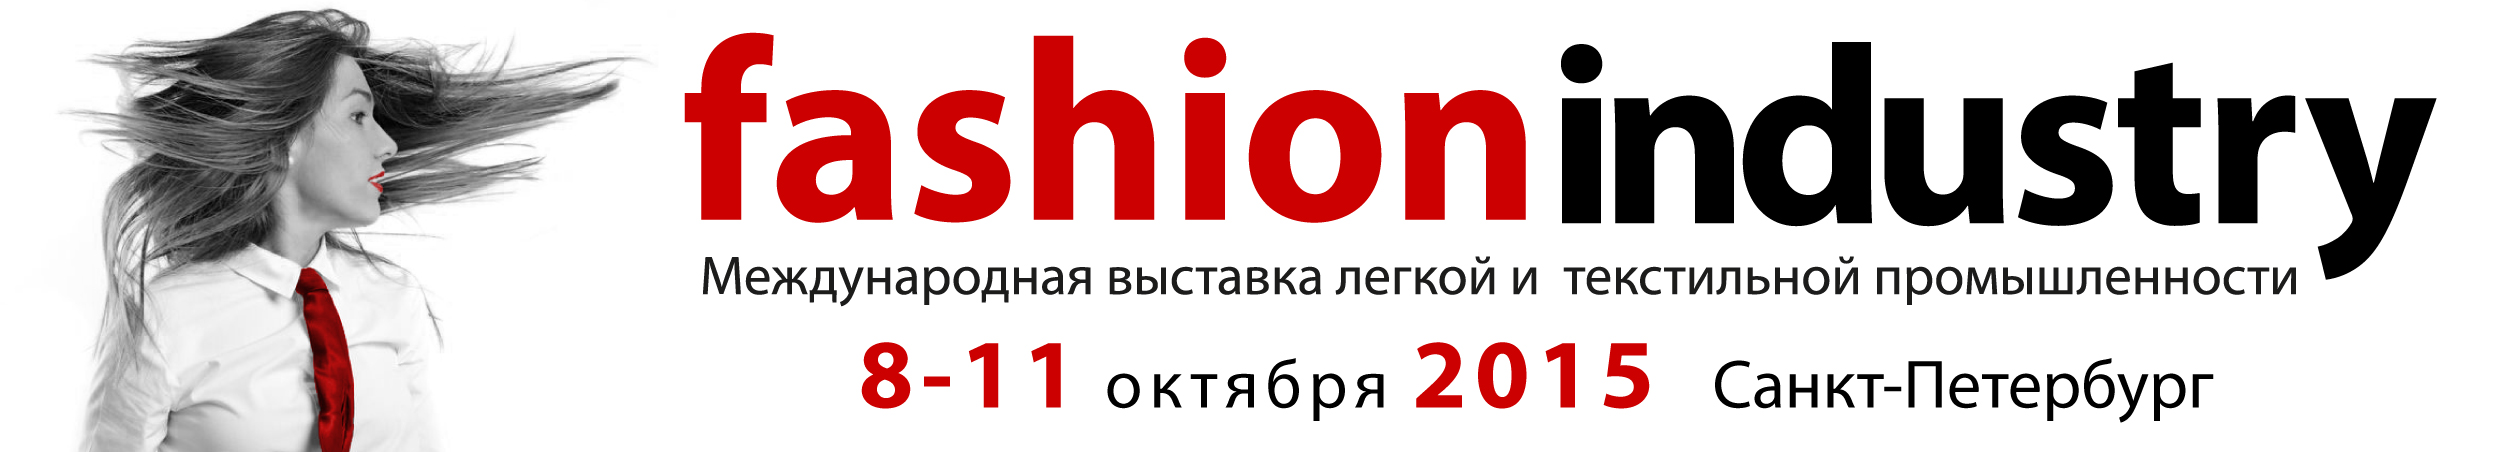 fashionindustry
Международная выставка легкой и текстильной промышленности
8-11 октября 2015 Санкт-Петербург